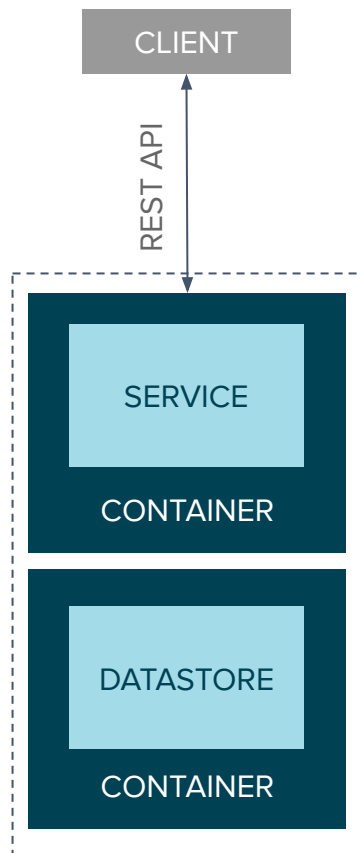 CLIENT
REST API
SERVICE
CONTAINER
DATASTORE
CONTAINER